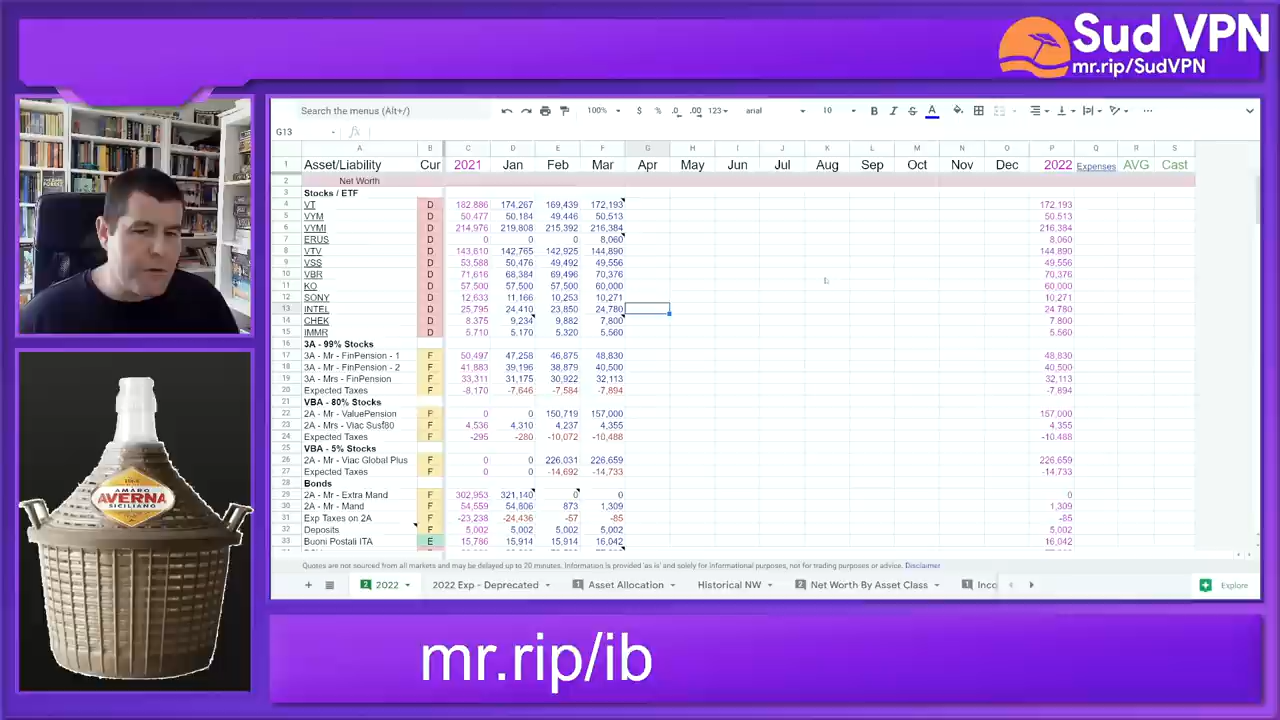 Sud VPN
mr.rip/SudVPN
Search the menus (Alt+/)
100% $ % .0 .00 123 arial 10 B I S A
G13 fx
A B C D E F G H I J K L M N O P Q R S
1 Asset/Liability Cur 2021 Jan Feb Mar Apr May Jun Jul Aug Sep Oct Nov Dec 2022 Expenses AVG Cast
2 Net Worth
3 Stocks / ETF
4 VT D 182,886 174,267 169,439 172,193 172,193
5 VYM D 50,477 50,184 49,446 50,513 50,513
6 VYMI D 214,976 219,808 215,392 216,384 216,384
7 ERUS D 0 0 0 8,060 8,060
8 VTV D 143,610 142,765 142,925 144,890 144,890
9 VSS D 53,588 50,476 49,492 49,556 49,556
10 VBR D 71,616 68,384 69,496 70,376 70,376
11 KO D 57,500 57,500 57,500 60,000 60,000
12 SONY D 12,633 11,166 10,253 10,271 10,271
13 INTEL D 25,795 24,410 23,850 24,780 24,780
14 CHEK D 8,375 9,234 9,882 7,800 7,800
15 IMMR D 5,710 5,170 5,320 5,560 5,560
16 3A - 99% Stocks
17 3A - Mr - FinPension - 1 F 50,497 47,258 46,875 48,830 48,830
18 3A - Mr - FinPension - 2 F 41,883 39,196 38,879 40,500 40,500
19 3A - Mrs - FinPension F 33,311 31,175 30,922 32,113 32,113
20 Expected Taxes F -8,170 -7,646 -7,584 -7,894 -7,894
21 VBA - 80% Stocks
22 2A - Mr - ValuePension F 0 0 150,719 157,000 157,000
23 2A - Mrs - Viac Susf80 F 4,536 4,310 4,237 4,355 4,355
24 Expected Taxes F -295 -280 -10,072 -10,488 -10,488
25 VBA - 5% Stocks
26 2A - Mr - Viac Global Plus F 0 0 226,031 226,659 226,659
27 Expected Taxes F 0 0 -14,692 -14,733 -14,733
28 Bonds
29 2A - Mr - Extra Mand F 302,953 321,140 0 0 0
30 2A - Mr - Mand F 54,559 54,806 873 1,309 1,309
31 Exp Taxes on 2A F -23,238 -24,436 -57 -85 -85
32 Deposits F 5,002 5,002 5,002 5,002 5,002
33 Buoni Postali ITA E 15,786 15,914 15,914 16,042 16,042
Quotes are not sourced from all markets and may be delayed up to 20 minutes. Information is provided 'as is' and solely for informational purposes, not for trading purposes or advice. Disclaimer
+ 2 2022 2022 Exp - Deprecated 1 Asset Allocation Historical NW 2 Net Worth By Asset Class 1 Inco Explore
AMARO
AVERNA
SICILIANO
mr.rip/ib